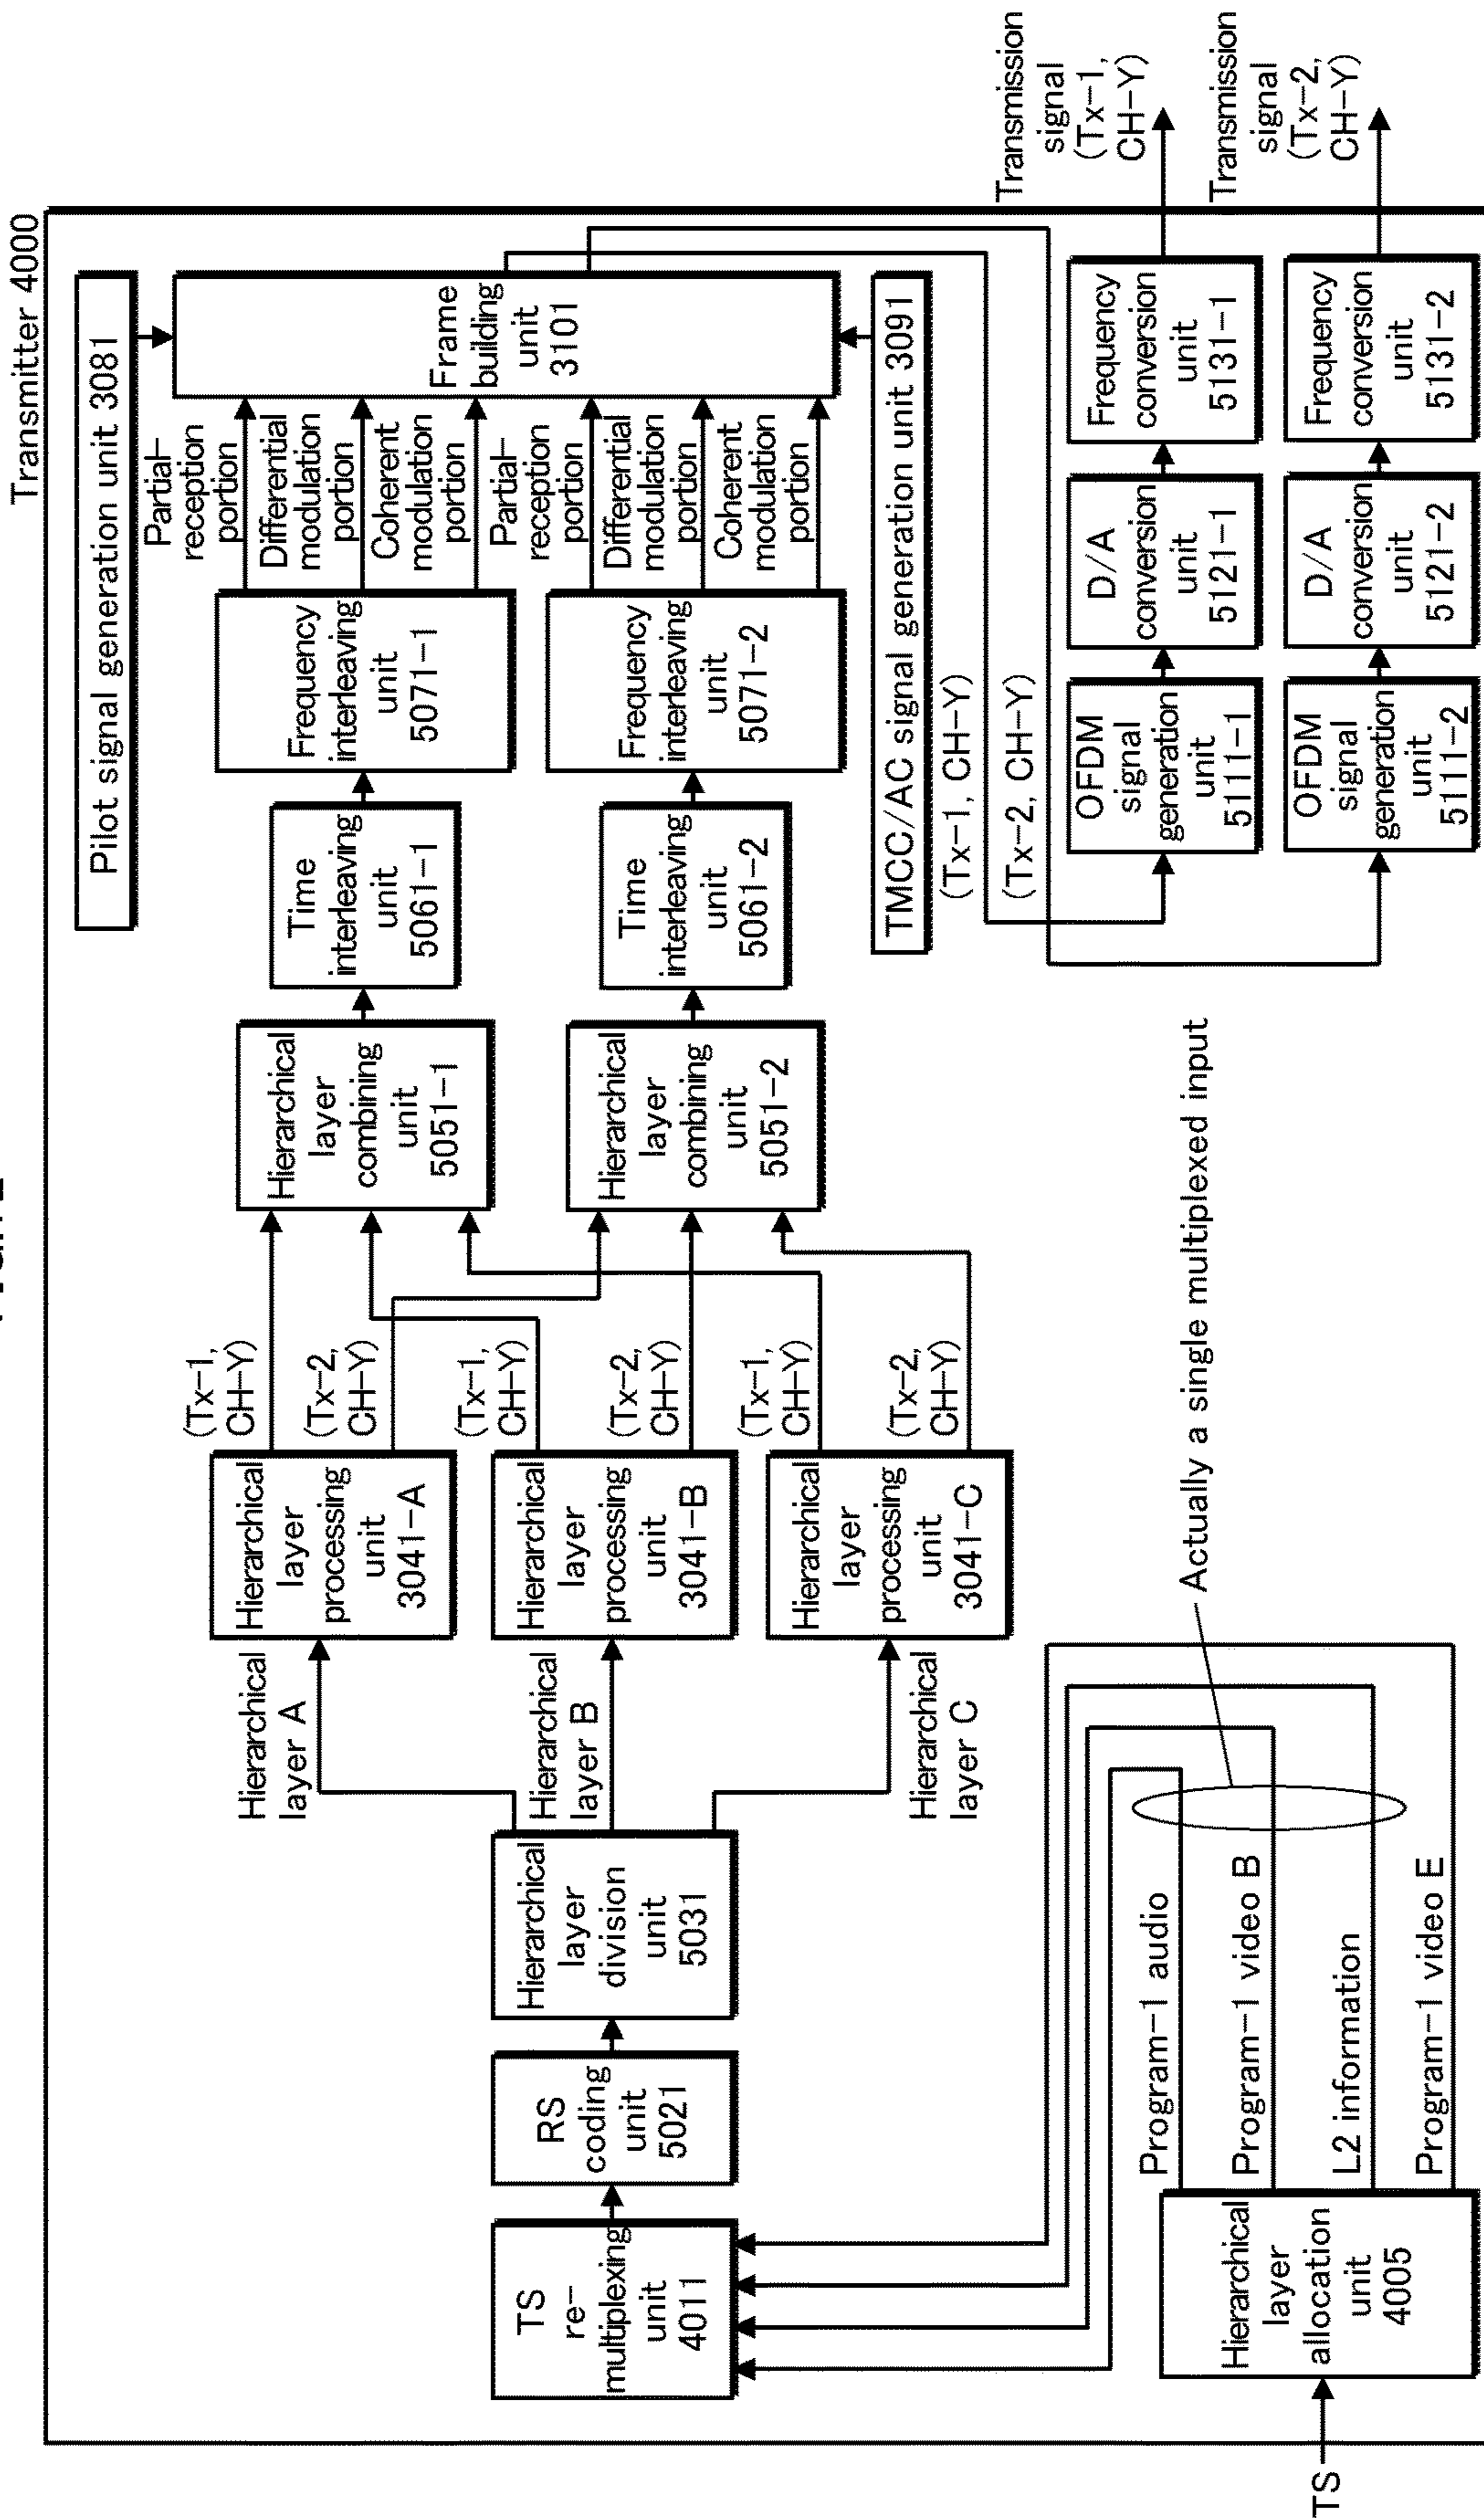 Transmitter 4000
Pilot signal generation unit 3081
TS
re-
multiplexing
unit
4011
RS
coding
unit
5021
Hierarchical
layer
division
unit
5031
Hierarchical
layer A
Hierarchical
layer B
Hierarchical
layer C
Hierarchical
layer
processing
unit
3041-A
Hierarchical
layer
processing
unit
3041-B
Hierarchical
layer
processing
unit
3041-C
(Tx-1,
CH-Y)
(Tx-2,
CH-Y)
(Tx-1,
CH-Y)
(Tx-2,
CH-Y)
(Tx-1,
CH-Y)
(Tx-2,
CH-Y)
Hierarchical
layer
combining
unit
5051-1
Hierarchical
layer
combining
unit
5051-2
Time
interleaving
unit
5061-1
Time
interleaving
unit
5061-2
Frequency
interleaving
unit
5071-1
Frequency
interleaving
unit
5071-2
Partial-
reception
portion
Differential
modulation
portion
Coherent
modulation
portion
Partial-
reception
portion
Differential
modulation
portion
Coherent
modulation
portion
Frame
building
unit
3101
TMCC/AC signal generation unit 3091
(Tx-1, CH-Y)
(Tx-2, CH-Y)
TS
Hierarchical
layer
allocation
unit
4005
Program-1 audio
Program-1 video B
L2 information
Program-1 video E
Actually a single multiplexed input
OFDM
signal
generation
unit
5111-1
D/A
conversion
unit
5121-1
Frequency
conversion
unit
5131-1
Transmission
signal
(Tx-1,
CH-Y)
OFDM
signal
generation
unit
5111-2
D/A
conversion
unit
5121-2
Frequency
conversion
unit
5131-2
Transmission
signal
(Tx-2,
CH-Y)